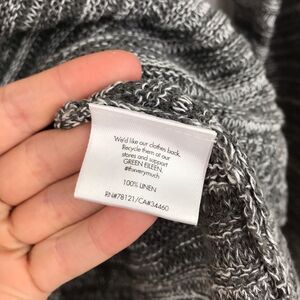 We'd like our clothes back.
Recycle them at our
stores and support
GREEN EILEEN.
#thxverymuch
100% LINEN
RN#78121/CA#34460